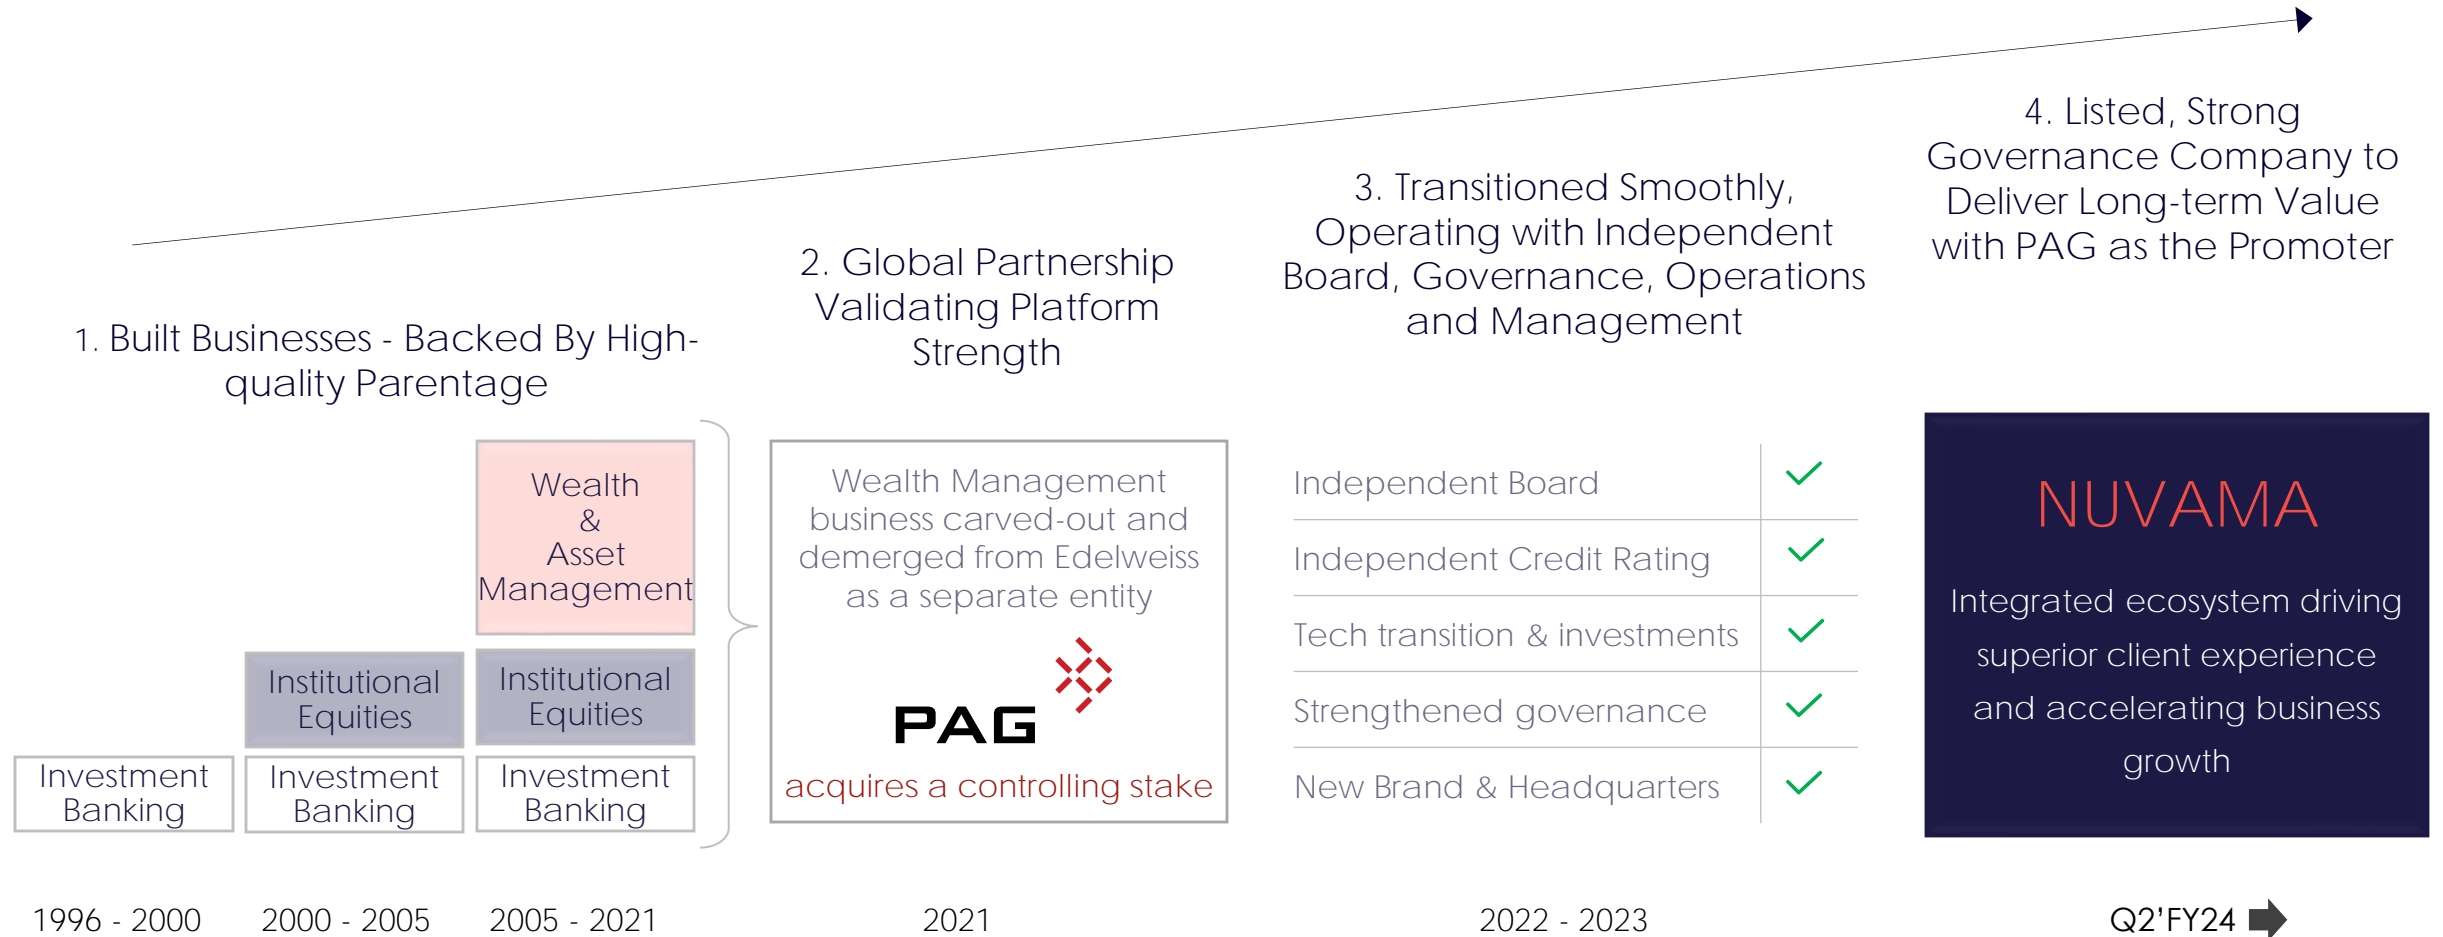 1. Built Businesses - Backed By High-
quality Parentage
2. Global Partnership
Validating Platform
Strength
3. Transitioned Smoothly,
Operating with Independent
Board, Governance, Operations
and Management
4. Listed, Strong
Governance Company to
Deliver Long-term Value
with PAG as the Promoter
Investment
Banking
Institutional
Equities
Investment
Banking
Wealth
&
Asset
Management
Institutional
Equities
Investment
Banking
Wealth Management
business carved-out and
demerged from Edelweiss
as a separate entity
PAG
acquires a controlling stake
Independent Board
Independent Credit Rating
Tech transition & investments
Strengthened governance
New Brand & Headquarters
NUVAMA
Integrated ecosystem driving
superior client experience
and accelerating business
growth
1996 - 2000
2000 - 2005
2005 - 2021
2021
2022 - 2023
Q2'FY24